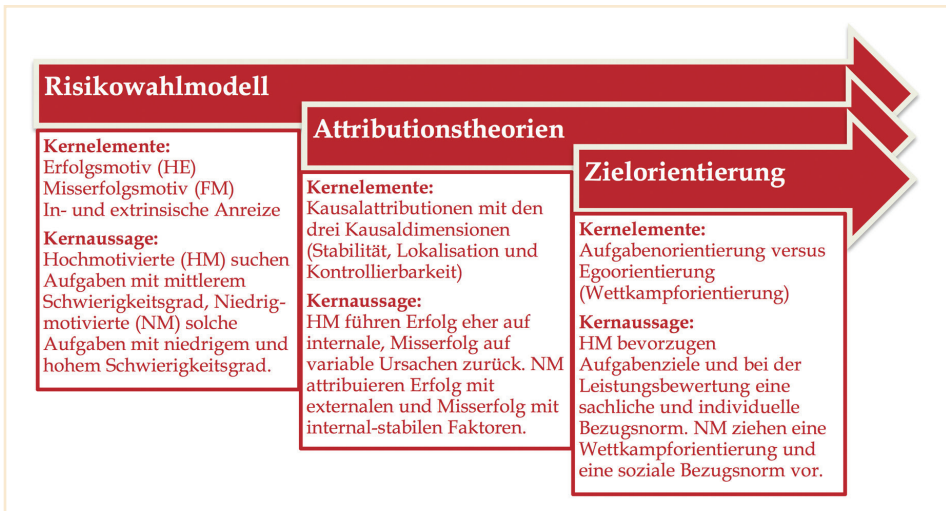 Risikowahlmodell
Kernelemente:
Erfolgsmotiv (HE)
Misserfolgsmotiv (FM)
In- und extrinsische Anreize
Kernaussage:
Hochmotivierte (HM) suchen
Aufgaben mit mittlerem
Schwierigkeitsgrad, Niedrig-
motivierte (NM) solche
Aufgaben mit niedrigem und
hohem Schwierigkeitsgrad.
Attributionstheorien
Kernelemente:
Kausalattributionen mit den
drei Kausaldimensionen
(Stabilität, Lokalisation und
Kontrollierbarkeit)
Kernaussage:
HM führen Erfolg eher auf
internale, Misserfolg auf
variable Ursachen zurück. NM
attribuieren Erfolg mit
externalen und Misserfolg mit
internal-stabilen Faktoren.
Zielorientierung
Kernelemente:
Aufgabenorientierung versus
Egoorientierung
(Wettkampforientierung)
Kernaussage:
HM bevorzugen
Aufgabenziele und bei der
Leistungsbewertung eine
sachliche und individuelle
Bezugsnorm. NM ziehen eine
Wettkampforientierung und
eine soziale Bezugsnorm vor.